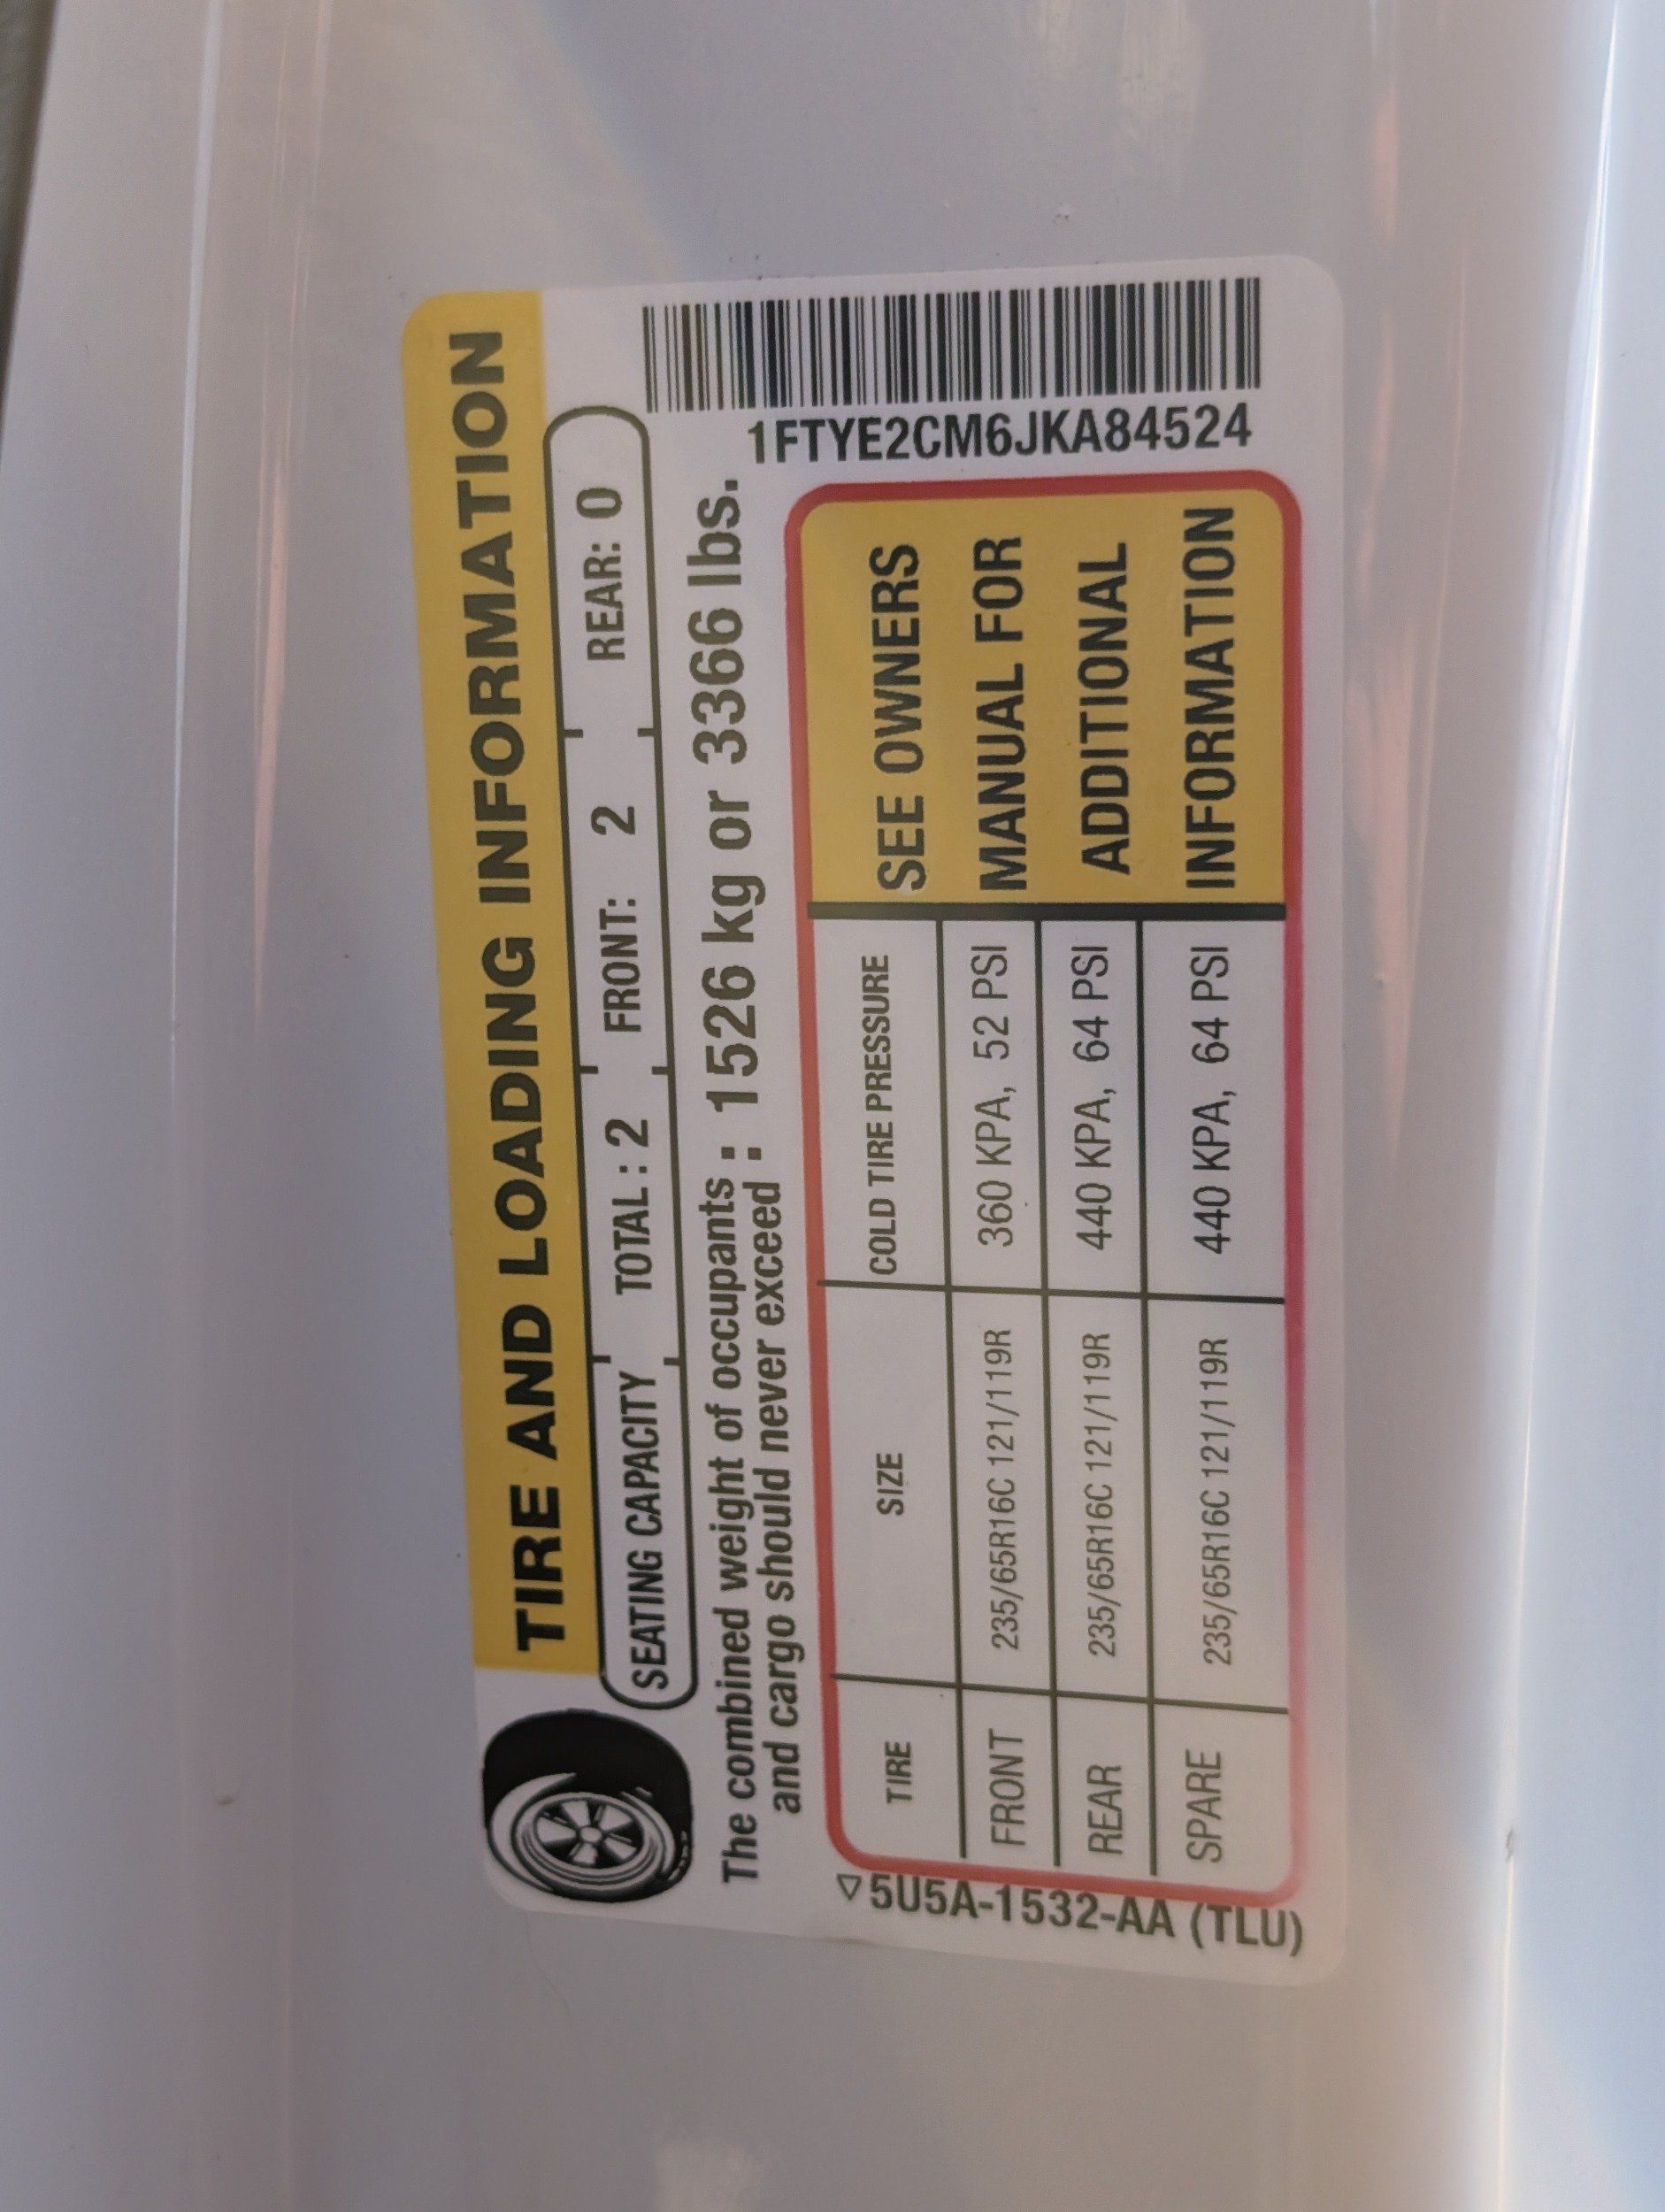 TIRE AND LOADING INFORMATION
SEATING CAPACITY TOTAL : 2 FRONT: 2 REAR: 0
The combined weight of occupants : 1526 kg or 3366 lbs.
and cargo should never exceed :
1FTYE2CM6JKA84524
TIRE SIZE COLD TIRE PRESSURE
FRONT 235/65R16C 121/119R 360 KPA, 52 PSI
REAR 235/65R16C 121/119R 440 KPA, 64 PSI
SPARE 235/65R16C 121/119R 440 KPA, 64 PSI
SEE OWNERS
MANUAL FOR
ADDITIONAL
INFORMATION
5U5A-1532-AA (TLU)